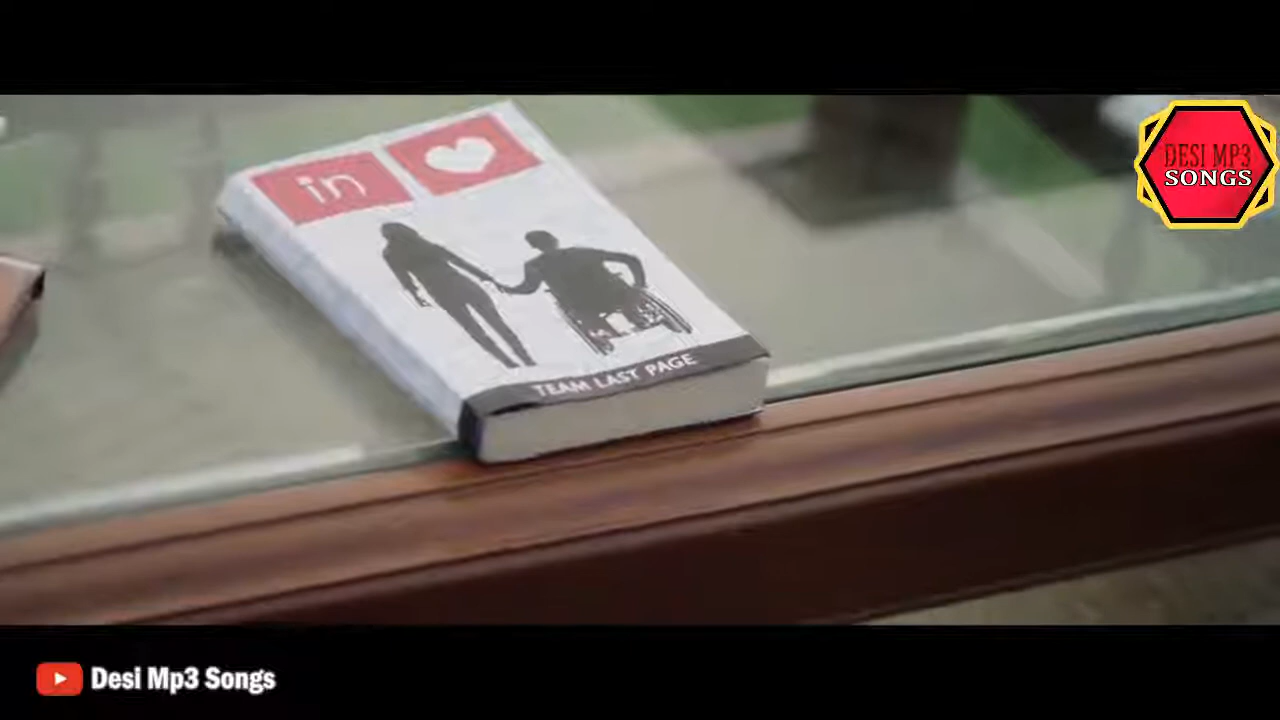 in
TEAM LAST PAGE
DESI MP3
SONGS
Desi Mp3 Songs